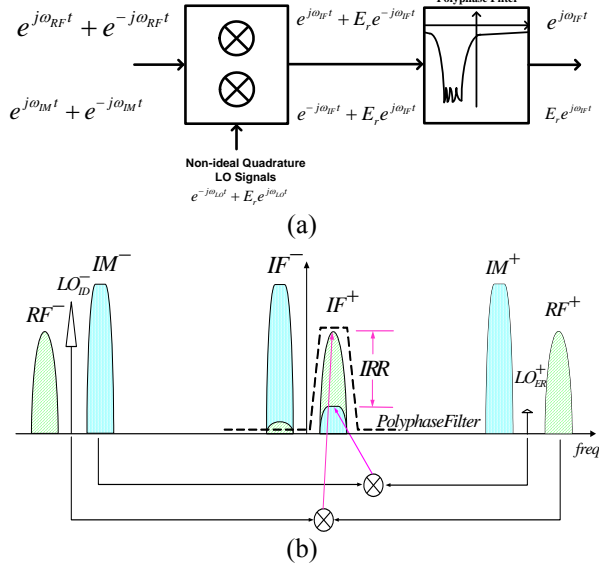 Polyphase Filter
e^{jω_{RF}t} + e^{-jω_{RF}t}
e^{jω_{IF}t} + E_r e^{-jω_{IF}t}
e^{jω_{IF}t}
e^{jω_{IM}t} + e^{-jω_{IM}t}
e^{-jω_{IF}t} + E_r e^{jω_{IF}t}
E_r e^{jω_{IF}t}
Non-ideal Quadrature
LO Signals
e^{-jω_{LO}t} + E_r e^{jω_{LO}t}
(a)
RF^-
LO_{ID}^-
IM^-
IF^-
IF^+
IRR
IM^+
LO_{ER}^+
RF^+
PolyphaseFilter
freq
(b)